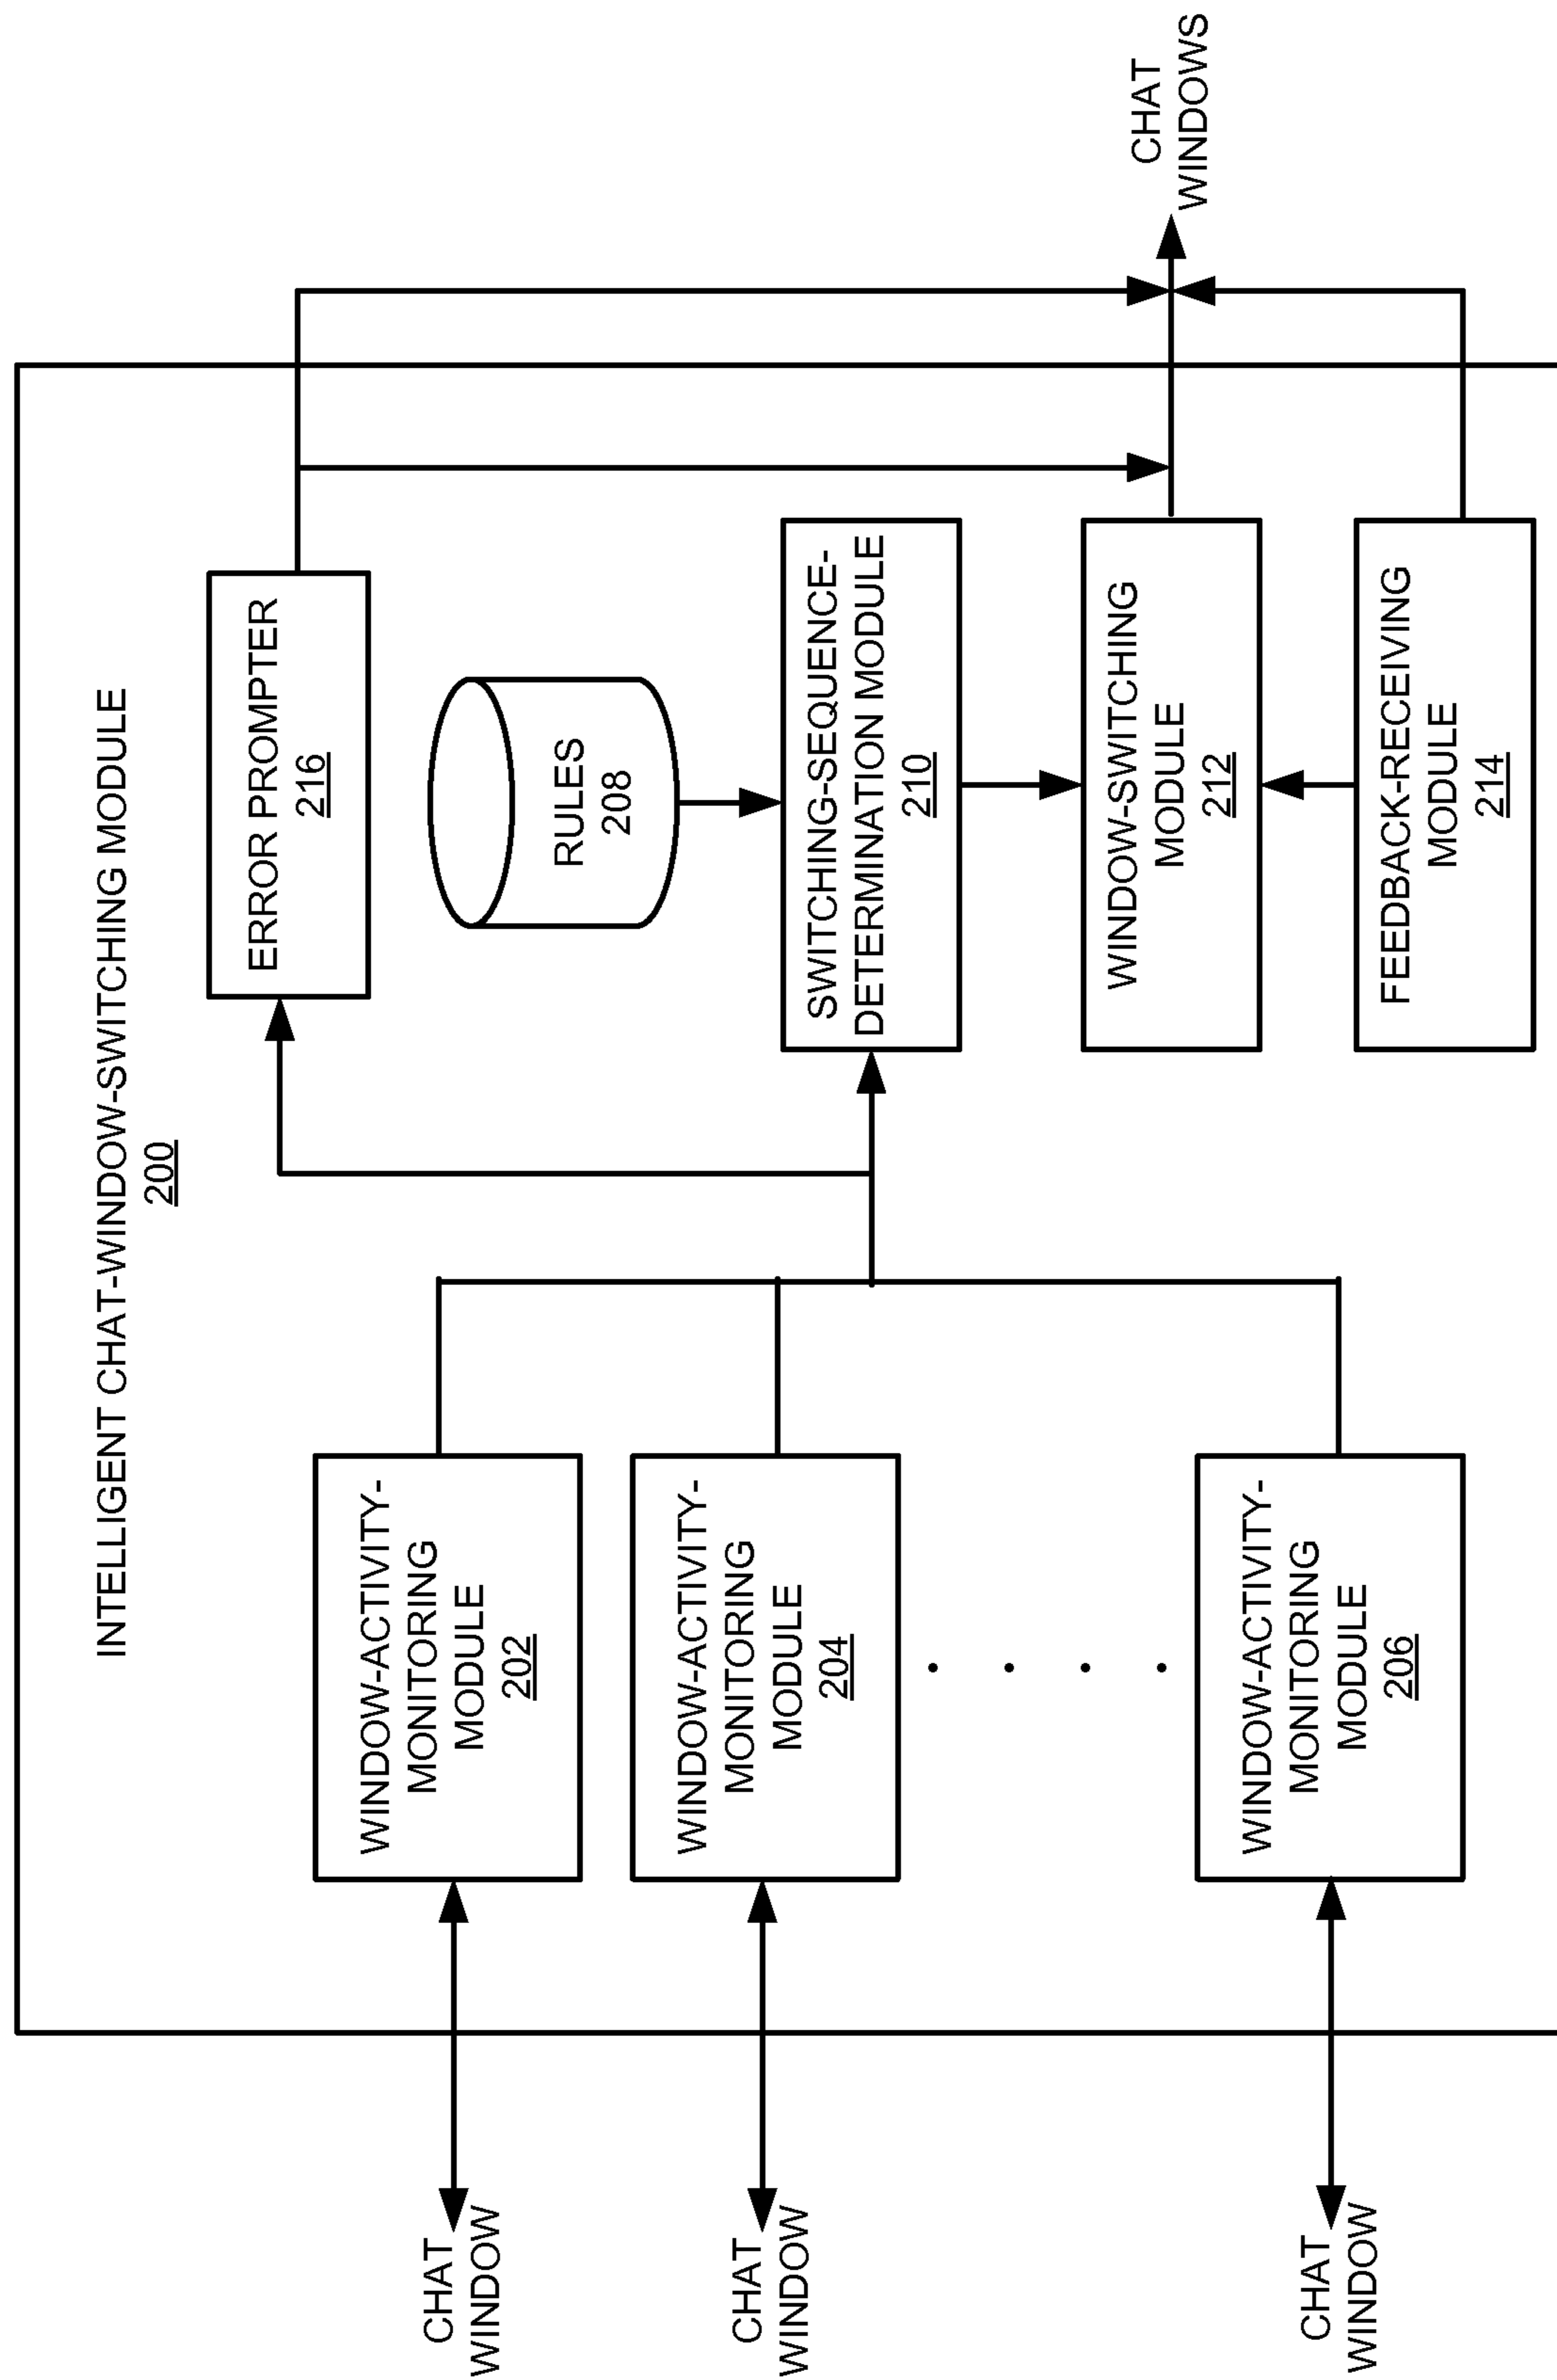 INTELLIGENT CHAT-WINDOW-SWITCHING MODULE
200
CHAT
WINDOW
WINDOW-ACTIVITY-
MONITORING
MODULE
202
CHAT
WINDOW
WINDOW-ACTIVITY-
MONITORING
MODULE
204
CHAT
WINDOW
WINDOW-ACTIVITY-
MONITORING
MODULE
206
ERROR PROMPTER
216
RULES
208
SWITCHING-SEQUENCE-
DETERMINATION MODULE
210
WINDOW-SWITCHING
MODULE
212
FEEDBACK-RECEIVING
MODULE
214
CHAT
WINDOWS